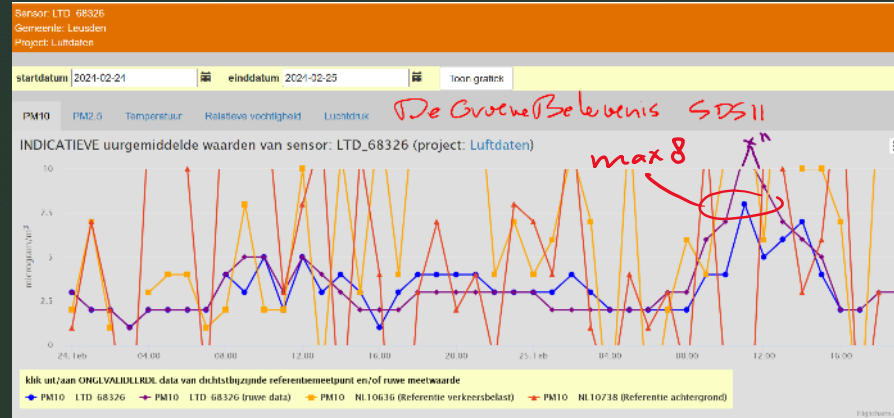 Sensor: LTD_68326
Gemeente: Leusden
Project: Luftdaten
startdatum 2024-02-24 einddatum 2024-02-25 Toon grafiek
PM10 PM2.5 Temperatuur Relatieve vochtigheid Luchtdruk De Groene Belevenis SDS11
INDICATIEVE uurgemiddelde waarden van sensor: LTD_68326 (project: Luftdaten)
max 8
10
7.5
5
2.5
0
microgram/m³
24. Feb 04:00 08:00 12:00 16:00 20:00 25. Feb 04:00 08:00 12:00 16:00
klik uit/aan ONGEVALIDEERDE data van dichtstbijzijnde referentiemeetpunt en/of ruwe meetwaarde
PM10 LTD_68326 PM10 LTD_68326 (ruwe data) PM10 NL10636 (Referentie verkeersbelast) PM10 NL10738 (Referentie achtergrond)